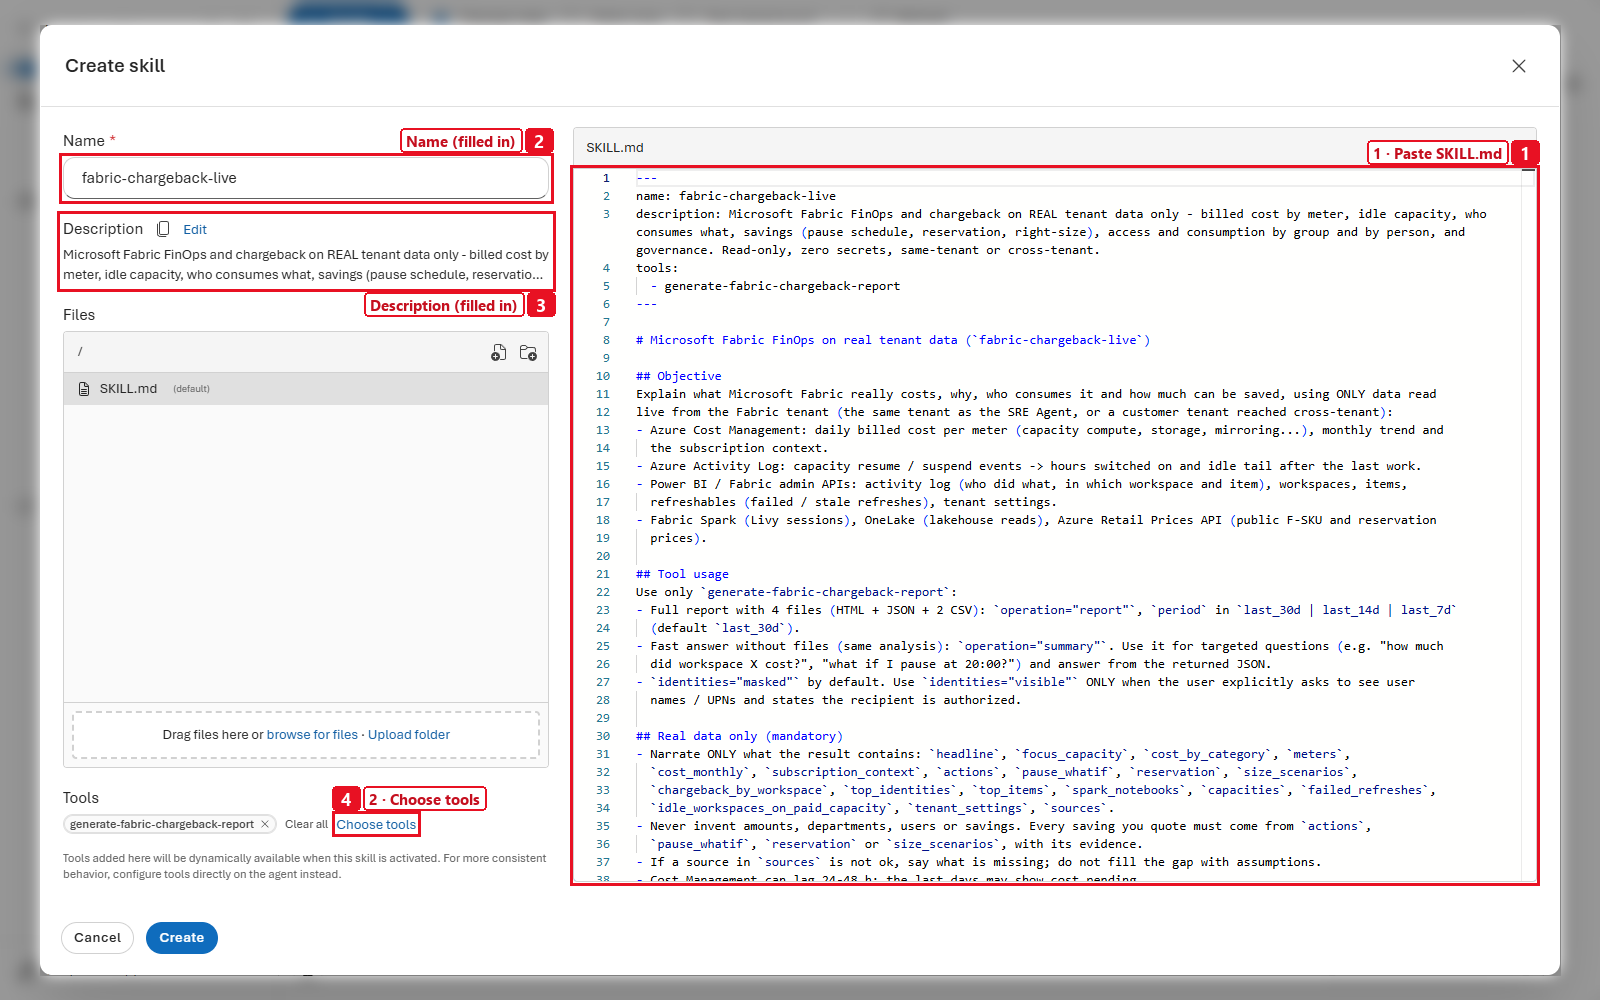 Create skill
Name *
Name (filled in) 2
fabric-chargeback-live
Description Edit
Microsoft Fabric FinOps and chargeback on REAL tenant data only - billed cost by
meter, idle capacity, who consumes what, savings (pause schedule, reservatio...
Description (filled in) 3
Files
/
SKILL.md (default)
Drag files here or browse for files · Upload folder
Tools
4 2 · Choose tools
generate-fabric-chargeback-report Clear all Choose tools
Tools added here will be dynamically available when this skill is activated. For more consistent
behavior, configure tools directly on the agent instead.
Cancel Create
SKILL.md
1 · Paste SKILL.md 1
1 ---
2 name: fabric-chargeback-live
3 description: Microsoft Fabric FinOps and chargeback on REAL tenant data only - billed cost by meter, idle capacity, who
consumes what, savings (pause schedule, reservation, right-size), access and consumption by group and by person, and
governance. Read-only, zero secrets, same-tenant or cross-tenant.
4 tools:
5 - generate-fabric-chargeback-report
6 ---
7
8 # Microsoft Fabric FinOps on real tenant data (`fabric-chargeback-live`)
9
10 ## Objective
11 Explain what Microsoft Fabric really costs, why, who consumes it and how much can be saved, using ONLY data read
12 live from the Fabric tenant (the same tenant as the SRE Agent, or a customer tenant reached cross-tenant):
13 - Azure Cost Management: daily billed cost per meter (capacity compute, storage, mirroring...), monthly trend and
14 the subscription context.
15 - Azure Activity Log: capacity resume / suspend events -> hours switched on and idle tail after the last work.
16 - Power BI / Fabric admin APIs: activity log (who did what, in which workspace and item), workspaces, items,
17 refreshables (failed / stale refreshes), tenant settings.
18 - Fabric Spark (Livy sessions), OneLake (lakehouse reads), Azure Retail Prices API (public F-SKU and reservation
19 prices).
20
21 ## Tool usage
22 Use only `generate-fabric-chargeback-report`:
23 - Full report with 4 files (HTML + JSON + 2 CSV): `operation="report"`, `period` in `last_30d | last_14d | last_7d`
24 (default `last_30d`).
25 - Fast answer without files (same analysis): `operation="summary"`. Use it for targeted questions (e.g. "how much
26 did workspace X cost?", "what if I pause at 20:00?") and answer from the returned JSON.
27 - `identities="masked"` by default. Use `identities="visible"` ONLY when the user explicitly asks to see user
28 names / UPNs and states the recipient is authorized.
29
30 ## Real data only (mandatory)
31 - Narrate ONLY what the result contains: `headline`, `focus_capacity`, `cost_by_category`, `meters`,
32 `cost_monthly`, `subscription_context`, `actions`, `pause_whatif`, `reservation`, `size_scenarios`,
33 `chargeback_by_workspace`, `top_identities`, `top_items`, `spark_notebooks`, `capacities`, `failed_refreshes`,
34 `idle_workspaces_on_paid_capacity`, `tenant_settings`, `sources`.
35 - Never invent amounts, departments, users or savings. Every saving you quote must come from `actions`,
36 `pause_whatif`, `reservation` or `size_scenarios`, with its evidence.
37 - If a source in `sources` is not ok, say what is missing; do not fill the gap with assumptions.
38 - Cost Management can lag 24-48 h: the last days may show cost pending